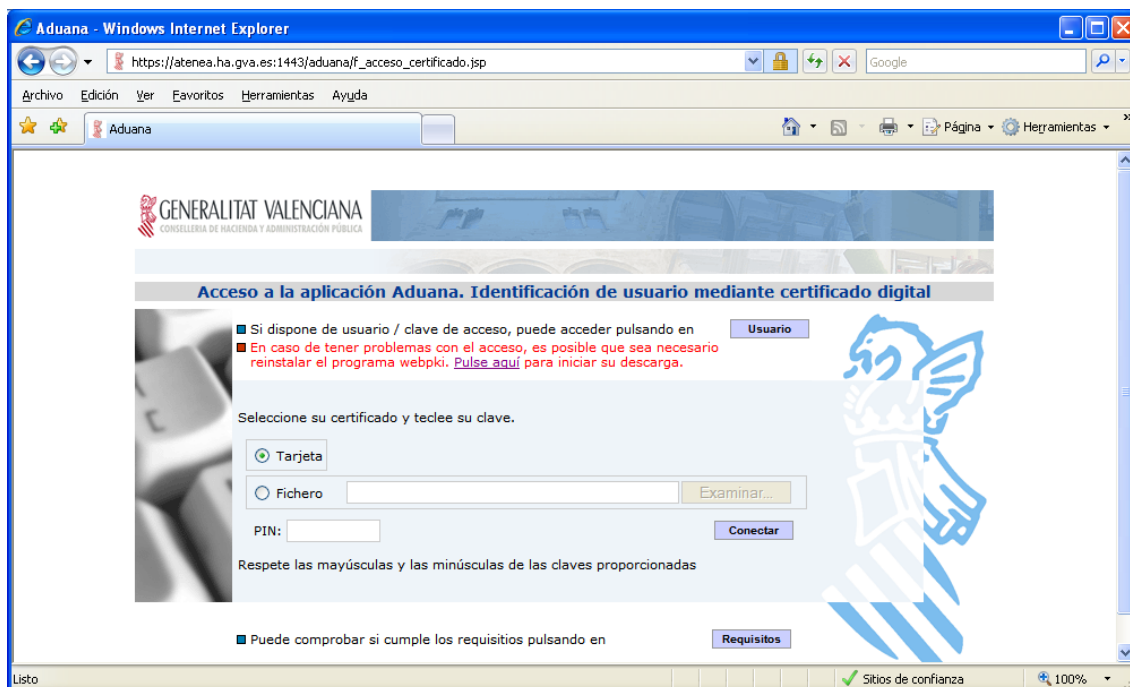 Aduana - Windows Internet Explorer
https://atenea.ha.gva.es:1443/aduana/f_acceso_certificado.jsp
Google
Archivo Edición Ver Favoritos Herramientas Ayuda
Aduana
Página
Herramientas
»
GENERALITAT VALENCIANA
CONSELLERIA DE HACIENDA Y ADMINISTRACIÓN PÚBLICA
Acceso a la aplicación Aduana. Identificación de usuario mediante certificado digital
Si dispone de usuario / clave de acceso, puede acceder pulsando en
Usuario
En caso de tener problemas con el acceso, es posible que sea necesario
reinstalar el programa webpki. Pulse aquí para iniciar su descarga.
Seleccione su certificado y teclee su clave.
Tarjeta
Fichero
Examinar...
PIN:
Conectar
Respete las mayúsculas y las minúsculas de las claves proporcionadas
Puede comprobar si cumple los requisitios pulsando en
Requisitos
Listo
Sitios de confianza
100%